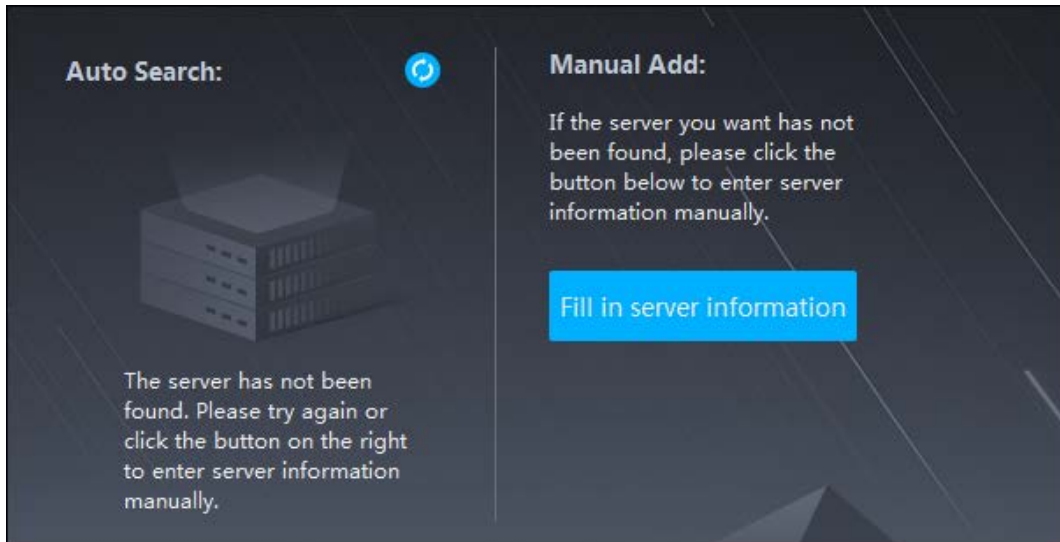 Auto Search:
The server has not been
found. Please try again or
click the button on the right
to enter server information
manually.
Manual Add:
If the server you want has not
been found, please click the
button below to enter server
information manually.
Fill in server information